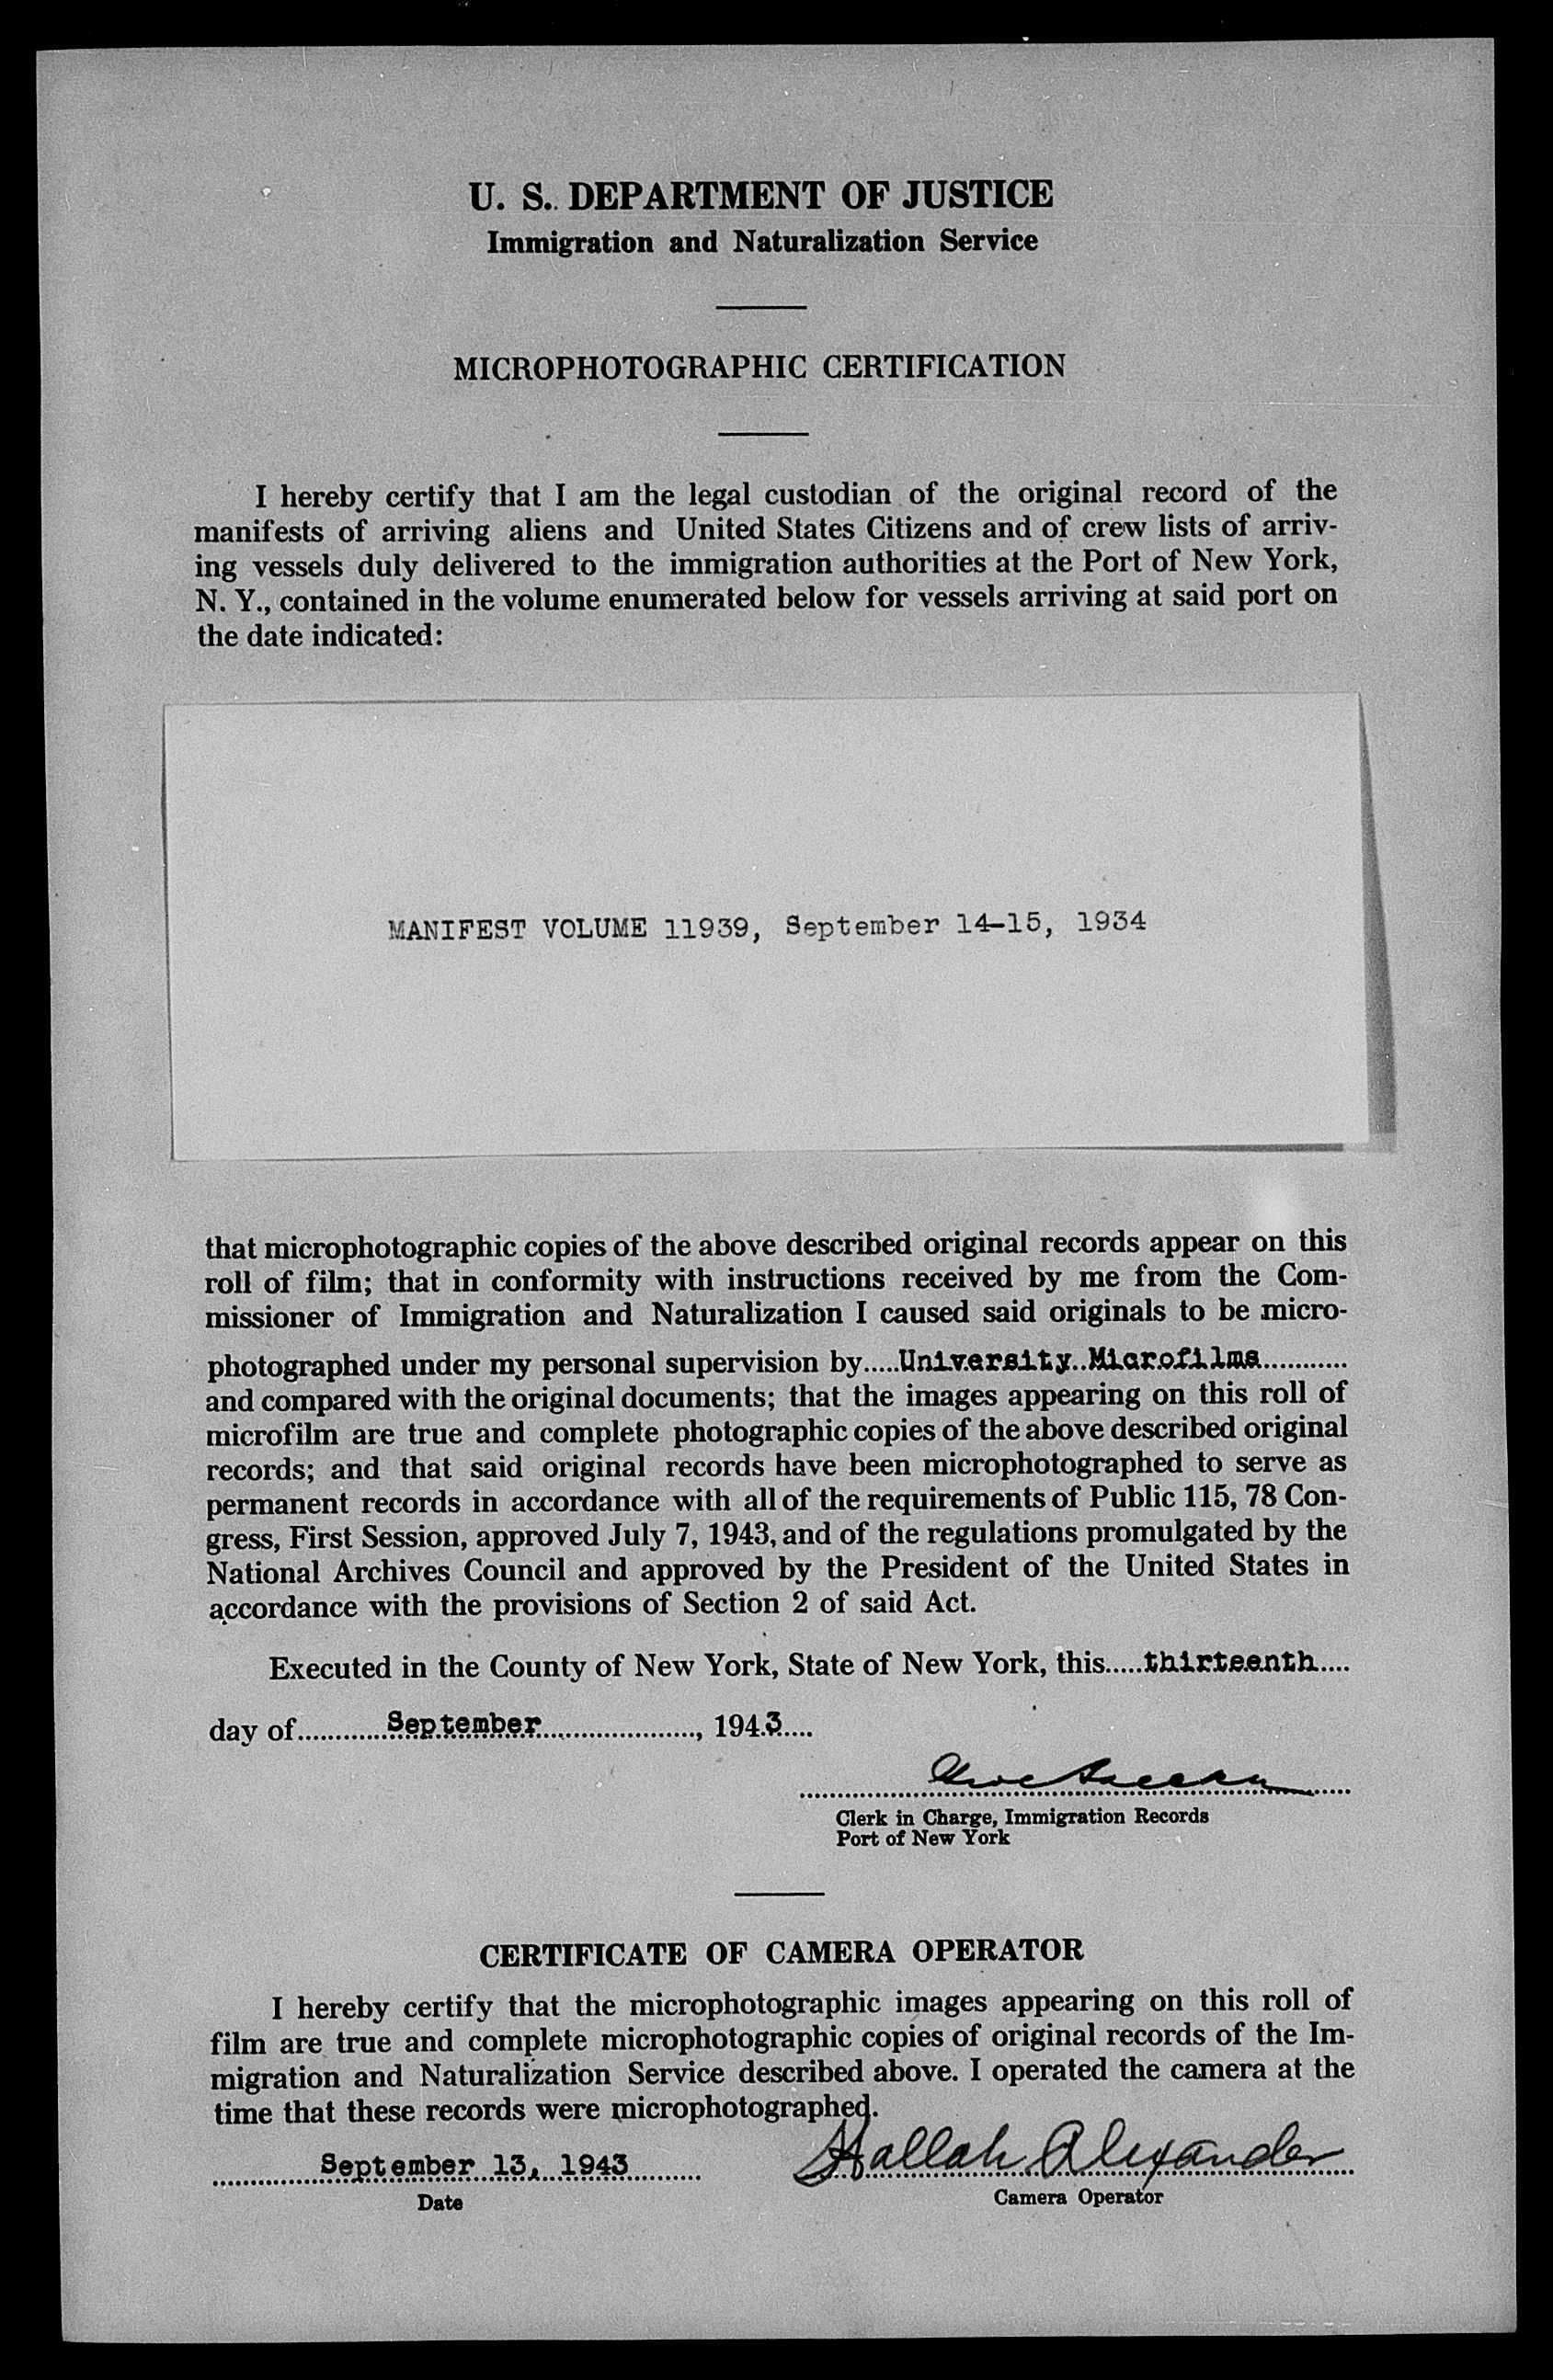 U. S. DEPARTMENT OF JUSTICE
Immigration and Naturalization Service
MICROPHOTOGRAPHIC CERTIFICATION
I hereby certify that I am the legal custodian of the original record of the
manifests of arriving aliens and United States Citizens and of crew lists of arriv-
ing vessels duly delivered to the immigration authorities at the Port of New York,
N. Y., contained in the volume enumerated below for vessels arriving at said port on
the date indicated:
MANIFEST VOLUME 11939, September 14-15, 1934
that microphotographic copies of the above described original records appear on this
roll of film; that in conformity with instructions received by me from the Com-
missioner of Immigration and Naturalization I caused said originals to be micro-
photographed under my personal supervision by.....University Microfilms...........
and compared with the original documents; that the images appearing on this roll of
microfilm are true and complete photographic copies of the above described original
records; and that said original records have been microphotographed to serve as
permanent records in accordance with all of the requirements of Public 115, 78 Con-
gress, First Session, approved July 7, 1943, and of the regulations promulgated by the
National Archives Council and approved by the President of the United States in
accordance with the provisions of Section 2 of said Act.
Executed in the County of New York, State of New York, this.....thirteenth....
day of............September......................, 194.3.....
Clerk in Charge, Immigration Records
Port of New York
CERTIFICATE OF CAMERA OPERATOR
I hereby certify that the microphotographic images appearing on this roll of
film are true and complete microphotographic copies of original records of the Im-
migration and Naturalization Service described above. I operated the camera at the
time that these records were microphotographed.
September 13, 1943 Hallah Alexander
Date Camera Operator